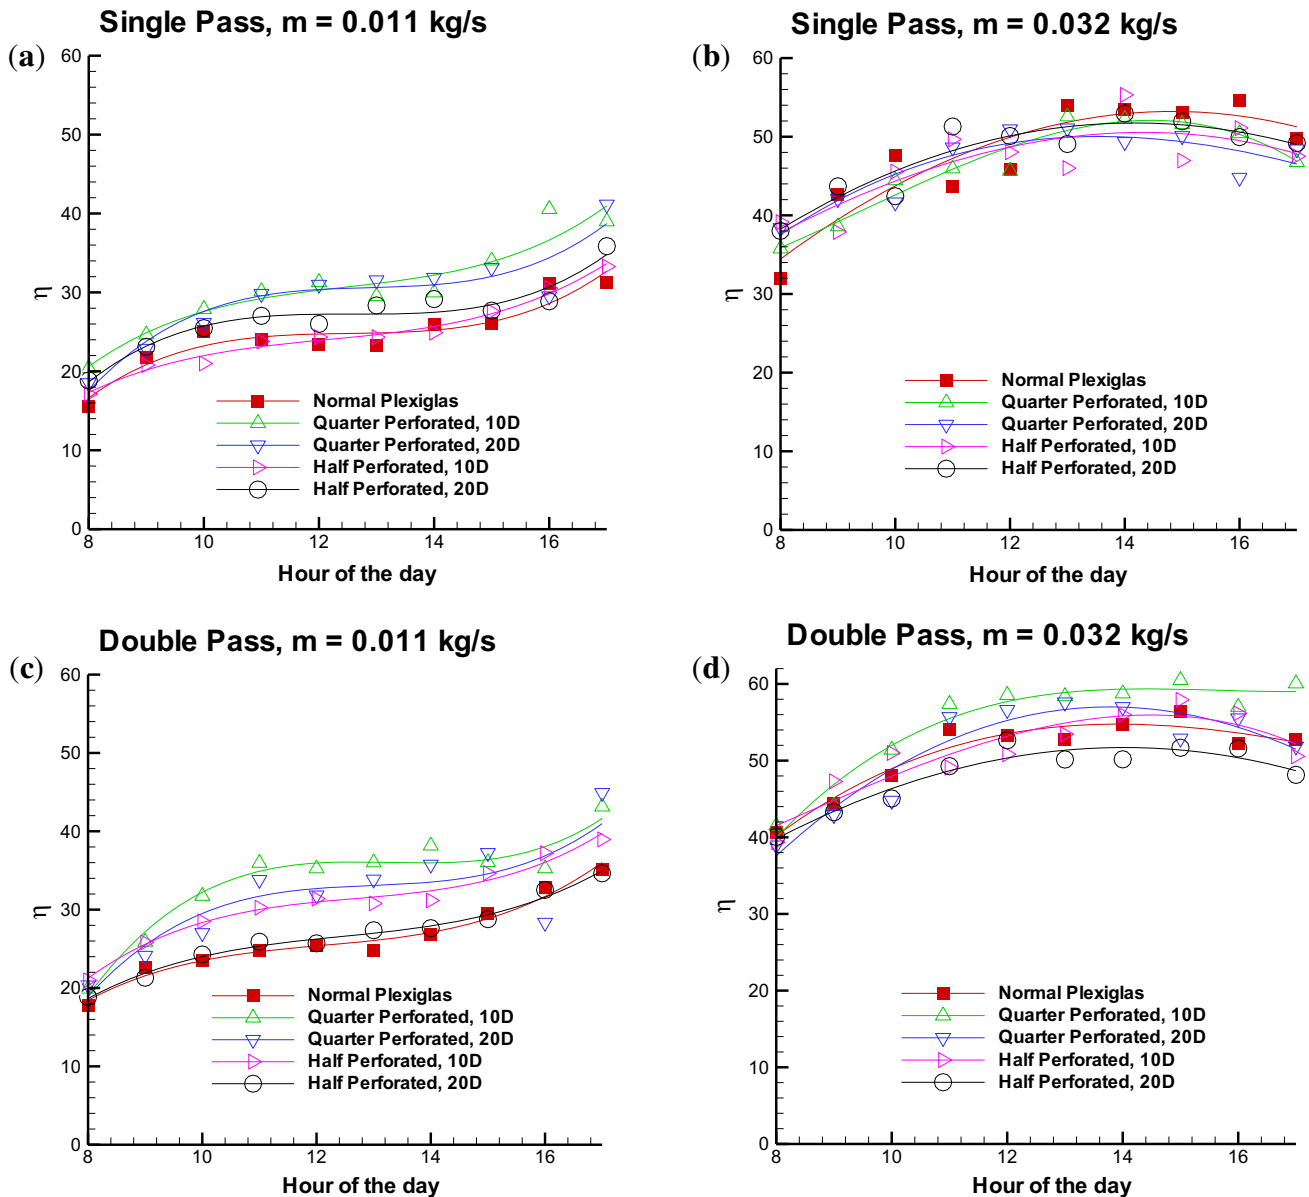 Single Pass, m = 0.011 kg/s
(a)
60
50
40
30
20
10
0
η
8 10 12 14 16
Hour of the day
Normal Plexiglas
Quarter Perforated, 10D
Quarter Perforated, 20D
Half Perforated, 10D
Half Perforated, 20D
Single Pass, m = 0.032 kg/s
(b)
60
50
40
30
20
10
0
η
8 10 12 14 16
Hour of the day
Normal Plexiglas
Quarter Perforated, 10D
Quarter Perforated, 20D
Half Perforated, 10D
Half Perforated, 20D
Double Pass, m = 0.011 kg/s
(c)
60
50
40
30
20
10
0
η
8 10 12 14 16
Hour of the day
Normal Plexiglas
Quarter Perforated, 10D
Quarter Perforated, 20D
Half Perforated, 10D
Half Perforated, 20D
Double Pass, m = 0.032 kg/s
(d)
60
50
40
30
20
10
0
η
8 10 12 14 16
Hour of the day
Normal Plexiglas
Quarter Perforated, 10D
Quarter Perforated, 20D
Half Perforated, 10D
Half Perforated, 20D